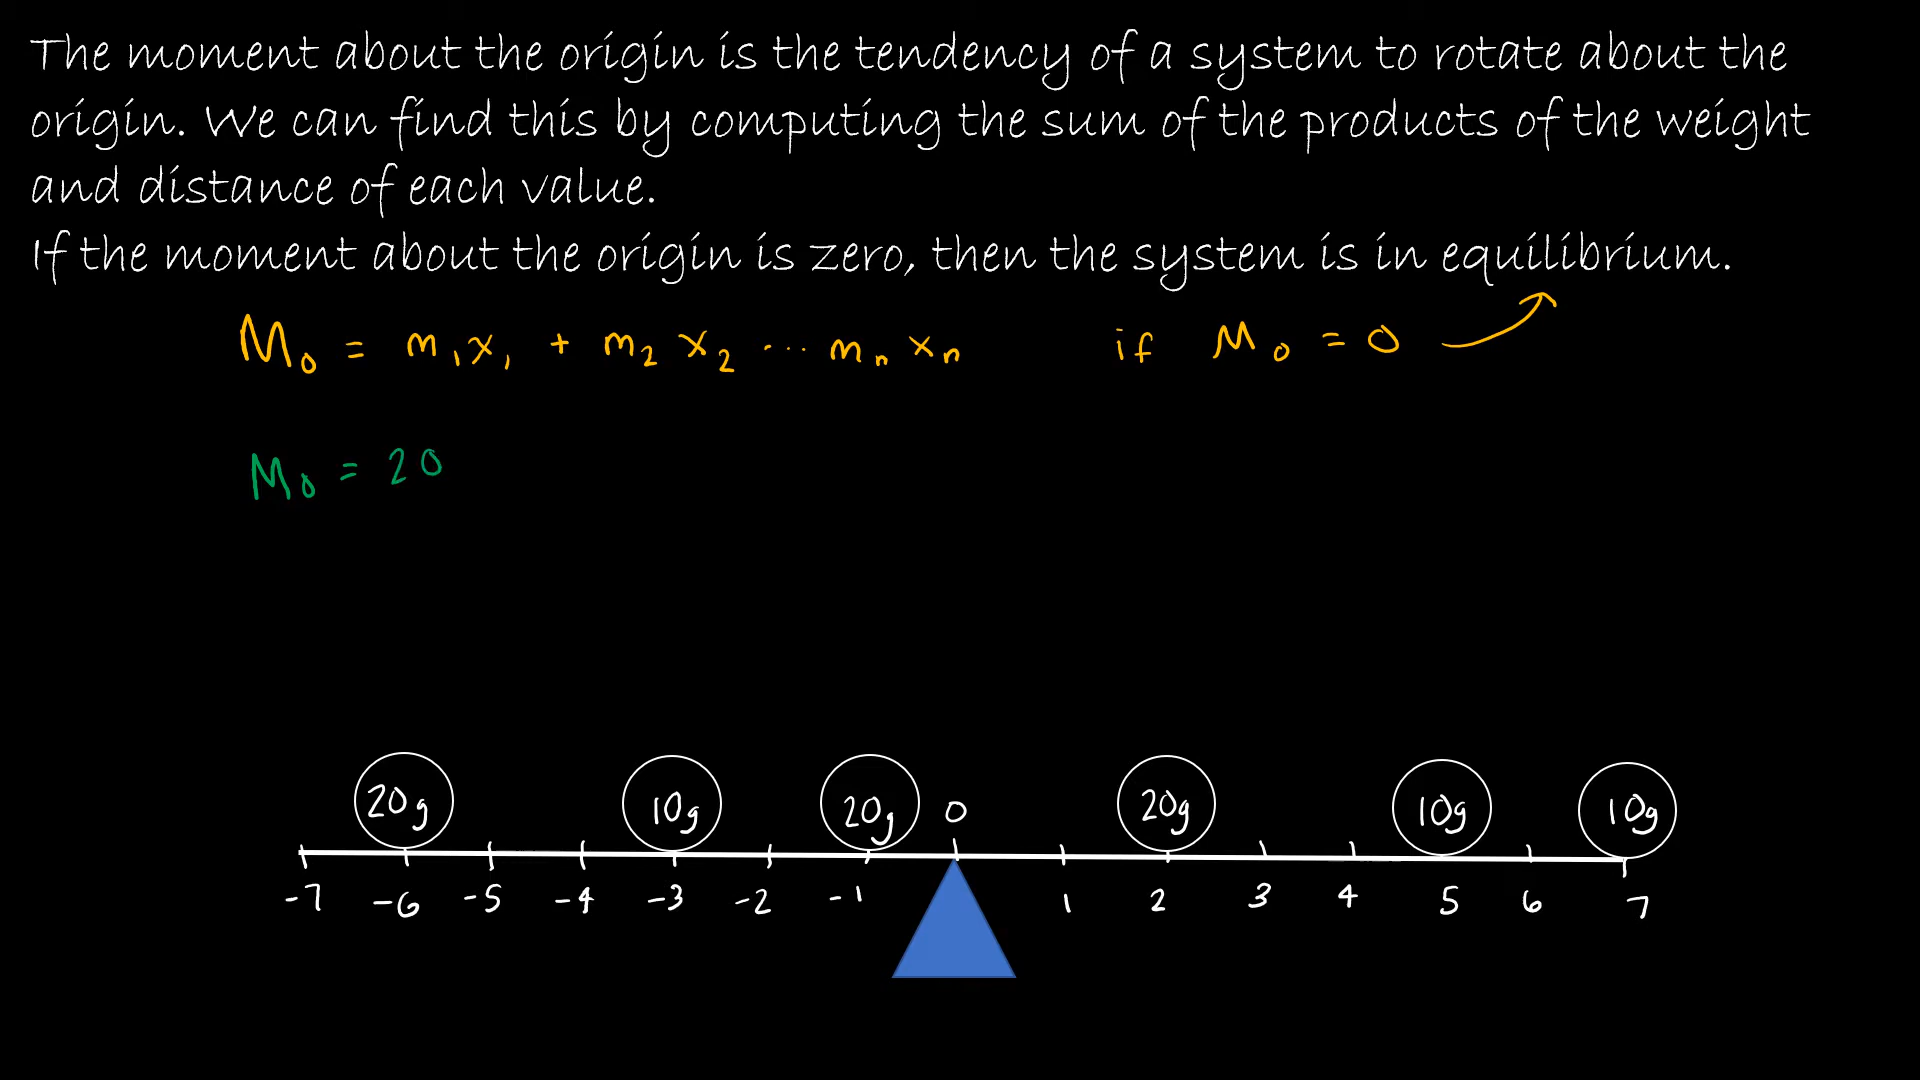 The moment about the origin is the tendency of a system to rotate about the
origin. We can find this by computing the sum of the products of the weight
and distance of each value.
If the moment about the origin is zero, then the system is in equilibrium.
M₀ = m₁x₁ + m₂x₂ ... mₙxₙ if M₀ = 0
M₀ = 20
20g 10g 20g 0 20g 10g 10g
-7 -6 -5 -4 -3 -2 -1 1 2 3 4 5 6 7